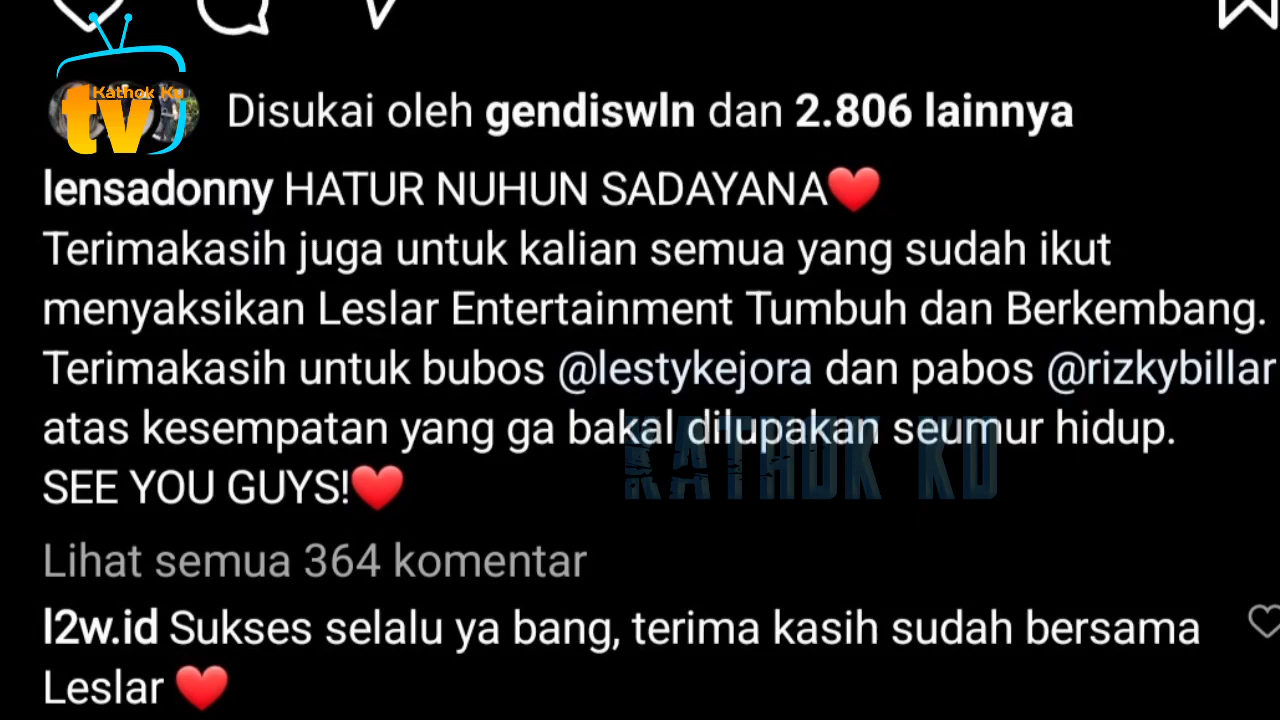 Kathok Ku
tv
Disukai oleh gendiswln dan 2.806 lainnya
lensadonny HATUR NUHUN SADAYANA❤️
Terimakasih juga untuk kalian semua yang sudah ikut
menyaksikan Leslar Entertainment Tumbuh dan Berkembang.
Terimakasih untuk bubos @lestykejora dan pabos @rizkybillar
atas kesempatan yang ga bakal dilupakan seumur hidup.
KATHOK KU
SEE YOU GUYS!❤️
Lihat semua 364 komentar
l2w.id Sukses selalu ya bang, terima kasih sudah bersama
Leslar ❤️